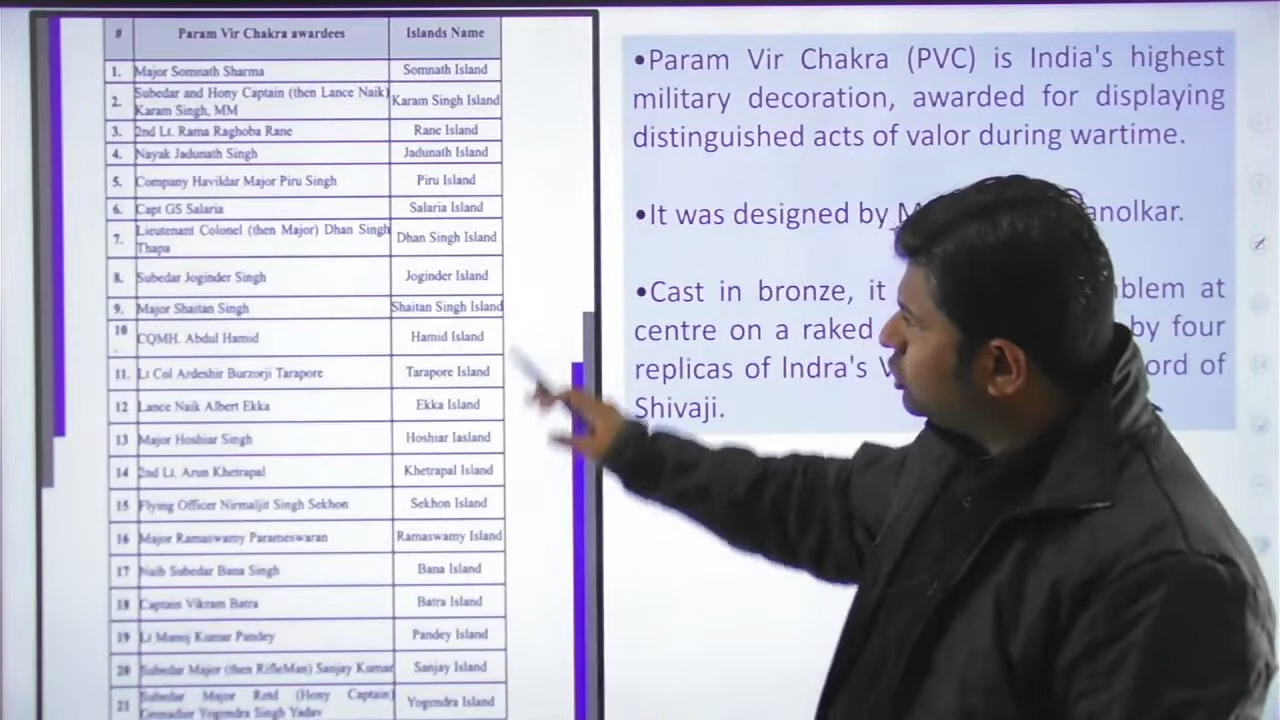 # Param Vir Chakra awardees Islands Name
1. Major Somnath Sharma Somnath Island
2. Subedar and Hony Captain (then Lance Naik) Karam Singh, MM Karam Singh Island
3. 2nd Lt. Rama Raghoba Rane Rane Island
4. Nayak Jadunath Singh Jadunath Island
5. Company Havildar Major Piru Singh Piru Island
6. Capt GS Salaria Salaria Island
7. Lieutenant Colonel (then Major) Dhan Singh Thapa Dhan Singh Island
8. Subedar Joginder Singh Joginder Island
9. Major Shaitan Singh Shaitan Singh Island
10. CQMH. Abdul Hamid Hamid Island
11. Lt Col Ardeshir Burzorji Tarapore Tarapore Island
12 Lance Naik Albert Ekka Ekka Island
13 Major Hoshiar Singh Hoshiar Iasland
14 2nd Lt. Arun Khetrapal Khetrapal Island
15 Flying Officer Nirmaljit Singh Sekhon Sekhon Island
16 Major Ramaswamy Parameswaran Ramaswamy Island
17 Naib Subedar Bana Singh Bana Island
18 Captain Vikram Batra Batra Island
19 Lt Manoj Kumar Pandey Pandey Island
20 Subedar Major (then RifleMan) Sanjay Kumar Sanjay Island
21 Subedar Major Retd (Hony Captain) Grenadier Yogendra Singh Yadav Yogendra Island
•Param Vir Chakra (PVC) is India's highest
military decoration, awarded for displaying
distinguished acts of valor during wartime.
•It was designed by
•Cast in bronze, it at
centre on a raked by four
replicas of Indra's of
Shivaji.